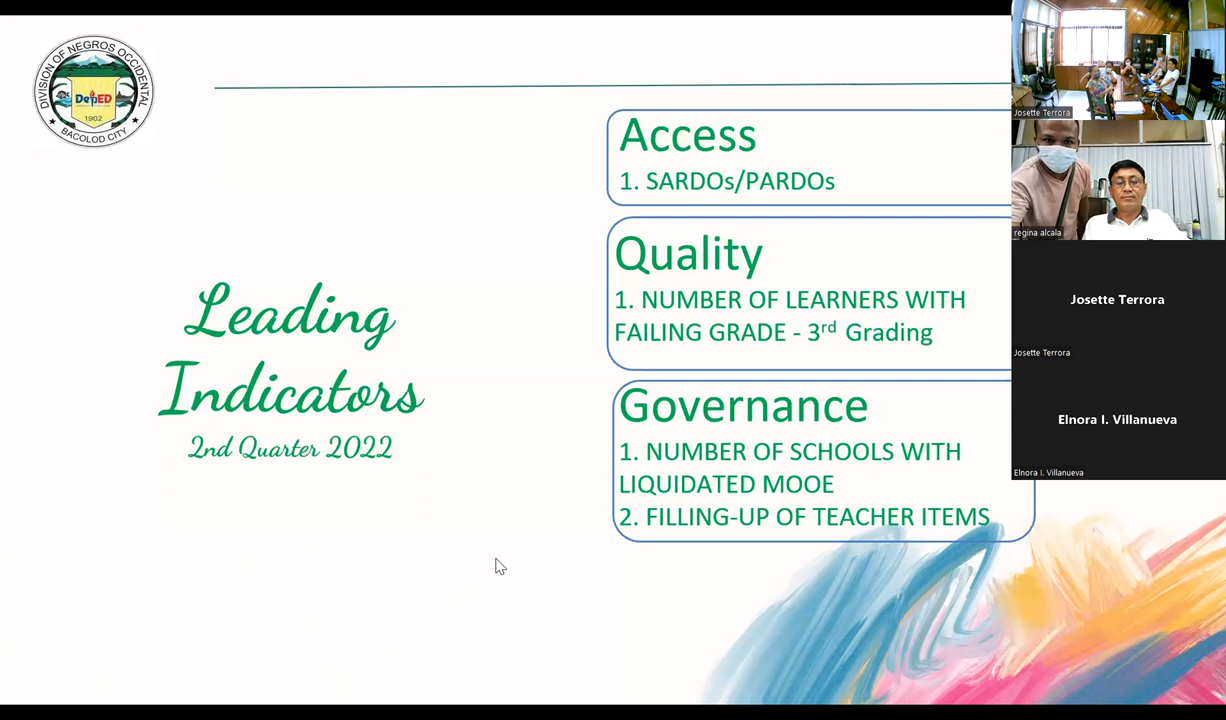 DIVISION OF NEGROS OCCIDENTAL
DepED
1902
BACOLOD CITY
Leading
Indicators
2nd Quarter 2022
Access
1. SARDOs/PARDOs
Quality
1. NUMBER OF LEARNERS WITH
FAILING GRADE - 3rd Grading
Governance
1. NUMBER OF SCHOOLS WITH
LIQUIDATED MOOE
2. FILLING-UP OF TEACHER ITEMS
Josette Terrora
regina alcala
Josette Terrora
Josette Terrora
Elnora I. Villanueva
Elnora I. Villanueva